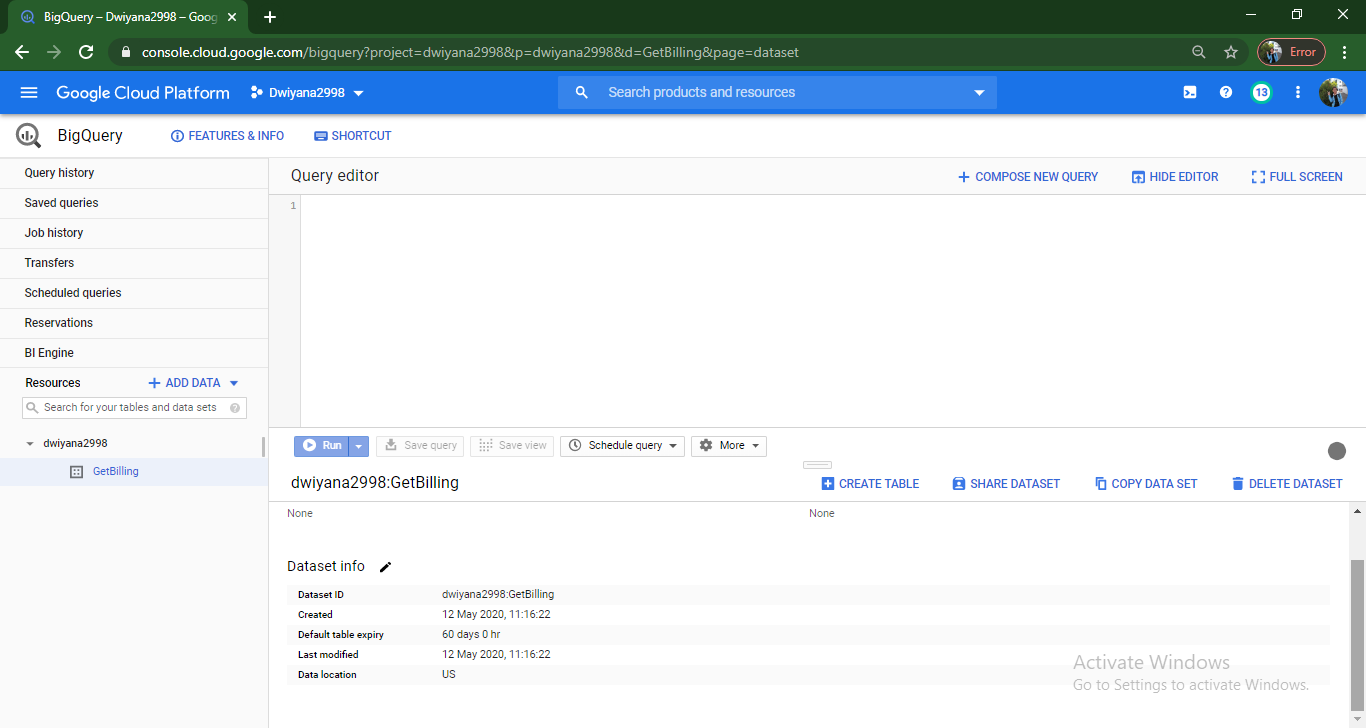 BigQuery – Dwiyana2998 – Goog
console.cloud.google.com/bigquery?project=dwiyana2998&p=dwiyana2998&d=GetBilling&page=dataset
Error
Google Cloud Platform
Dwiyana2998
Search products and resources
13
BigQuery
FEATURES & INFO
SHORTCUT
Query history
Saved queries
Job history
Transfers
Scheduled queries
Reservations
BI Engine
Resources
ADD DATA
Search for your tables and data sets
dwiyana2998
GetBilling
Query editor
COMPOSE NEW QUERY
HIDE EDITOR
FULL SCREEN
1
Run
Save query
Save view
Schedule query
More
dwiyana2998:GetBilling
CREATE TABLE
SHARE DATASET
COPY DATA SET
DELETE DATASET
None
None
Dataset info
Dataset ID dwiyana2998:GetBilling
Created 12 May 2020, 11:16:22
Default table expiry 60 days 0 hr
Last modified 12 May 2020, 11:16:22
Data location US
Activate Windows
Go to Settings to activate Windows.